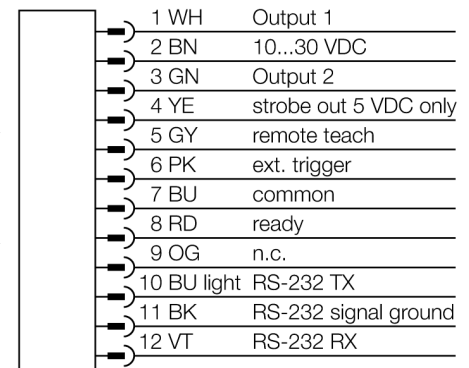 1 WH Output 1
2 BN 10...30 VDC
3 GN Output 2
4 YE strobe out 5 VDC only
5 GY remote teach
6 PK ext. trigger
7 BU common
8 RD ready
9 OG n.c.
10 BU light RS-232 TX
11 BK RS-232 signal ground
12 VT RS-232 RX